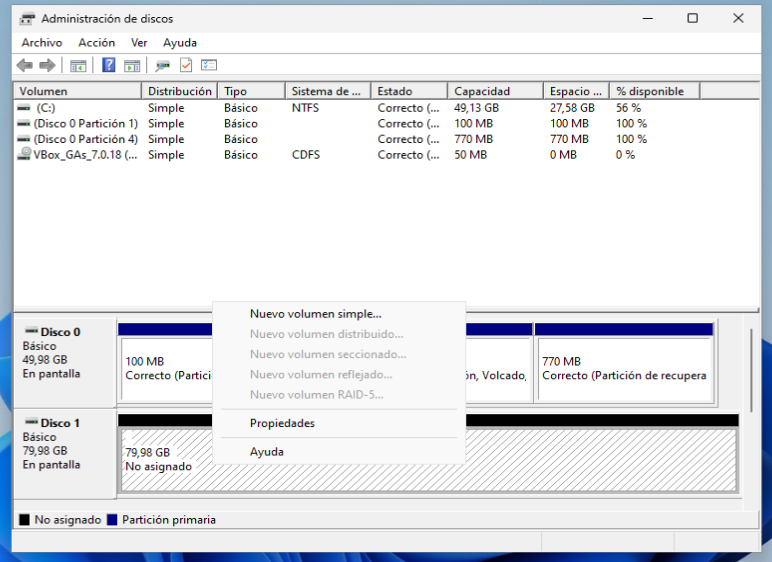 Administración de discos
Archivo Acción Ver Ayuda
Volumen Distribución Tipo Sistema de ... Estado Capacidad Espacio ... % disponible
(C:) Simple Básico NTFS Correcto (... 49,13 GB 27,58 GB 56 %
(Disco 0 Partición 1) Simple Básico Correcto (... 100 MB 100 MB 100 %
(Disco 0 Partición 4) Simple Básico Correcto (... 770 MB 770 MB 100 %
VBox_GAs_7.0.18 (... Simple Básico CDFS Correcto (... 50 MB 0 MB 0 %
Nuevo volumen simple...
Nuevo volumen distribuido...
Nuevo volumen seccionado...
Nuevo volumen reflejado...
Nuevo volumen RAID-5...
Propiedades
Ayuda
Disco 0
Básico
49,98 GB
En pantalla
100 MB
Correcto (Partici
ón, Volcado,
770 MB
Correcto (Partición de recupera
Disco 1
Básico
79,98 GB
En pantalla
79,98 GB
No asignado
No asignado Partición primaria